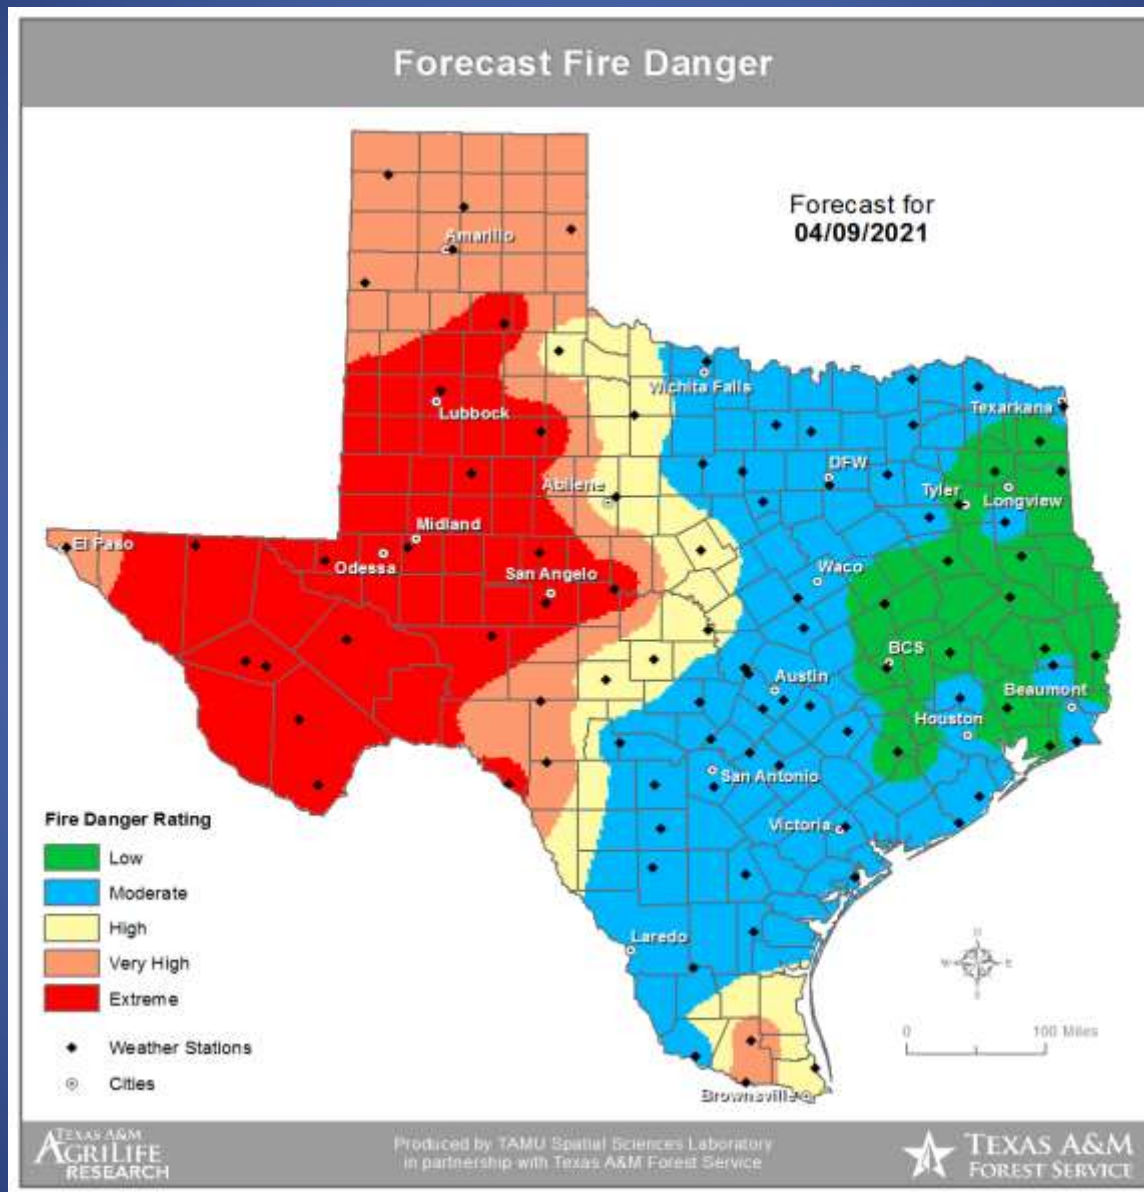 Forecast Fire Danger
Forecast for
04/09/2021
Amarillo
Wichita Falls
Lubbock
Texarkana
DFW
Abilene
Tyler
Longview
Midland
El Paso
Odessa
San Angelo
Waco
BCS
Austin
Beaumont
Houston
San Antonio
Victoria
Fire Danger Rating
Low
Moderate
High
Very High
Extreme
Laredo
N
W E
S
0 100 Miles
Weather Stations
Cities
Brownsville
TEXAS A&M
AGRILIFE
RESEARCH
Produced by TAMU Spatial Sciences Laboratory
in partnership with Texas A&M Forest Service
TEXAS A&M
FOREST SERVICE